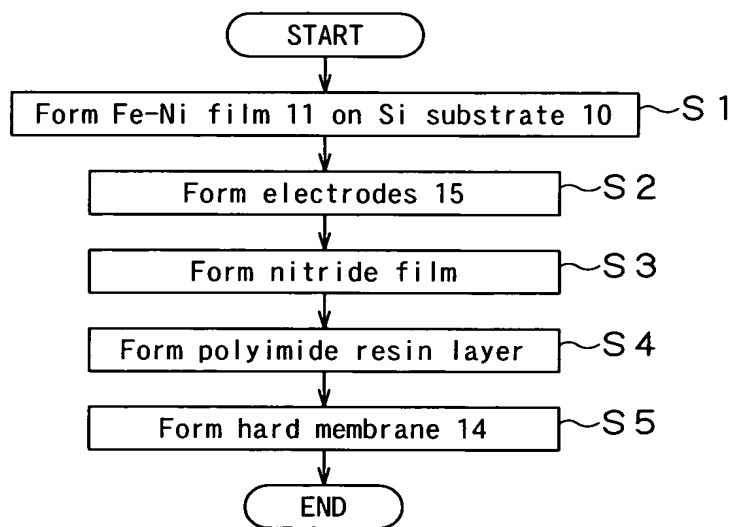 START
Form Fe-Ni film 11 on Si substrate 10 S1
Form electrodes 15 S2
Form nitride film S3
Form polyimide resin layer S4
Form hard membrane 14 S5
END